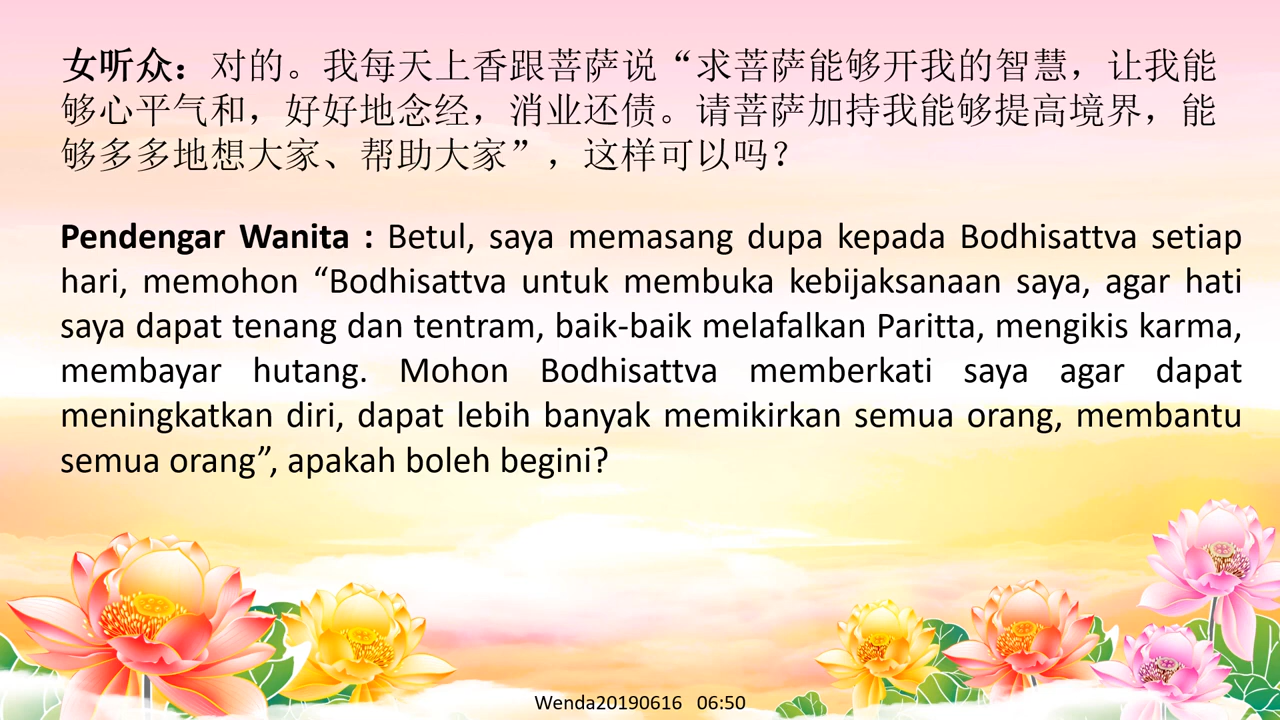 女听众：对的。我每天上香跟菩萨说“求菩萨能够开我的智慧，让我能
够心平气和，好好地念经，消业还债。请菩萨加持我能够提高境界，能
够多多地想大家、帮助大家”，这样可以吗？
Pendengar Wanita : Betul, saya memasang dupa kepada Bodhisattva setiap
hari, memohon “Bodhisattva untuk membuka kebijaksanaan saya, agar hati
saya dapat tenang dan tentram, baik-baik melafalkan Paritta, mengikis karma,
membayar hutang. Mohon Bodhisattva memberkati saya agar dapat
meningkatkan diri, dapat lebih banyak memikirkan semua orang, membantu
semua orang”, apakah boleh begini?
Wenda20190616 06:50